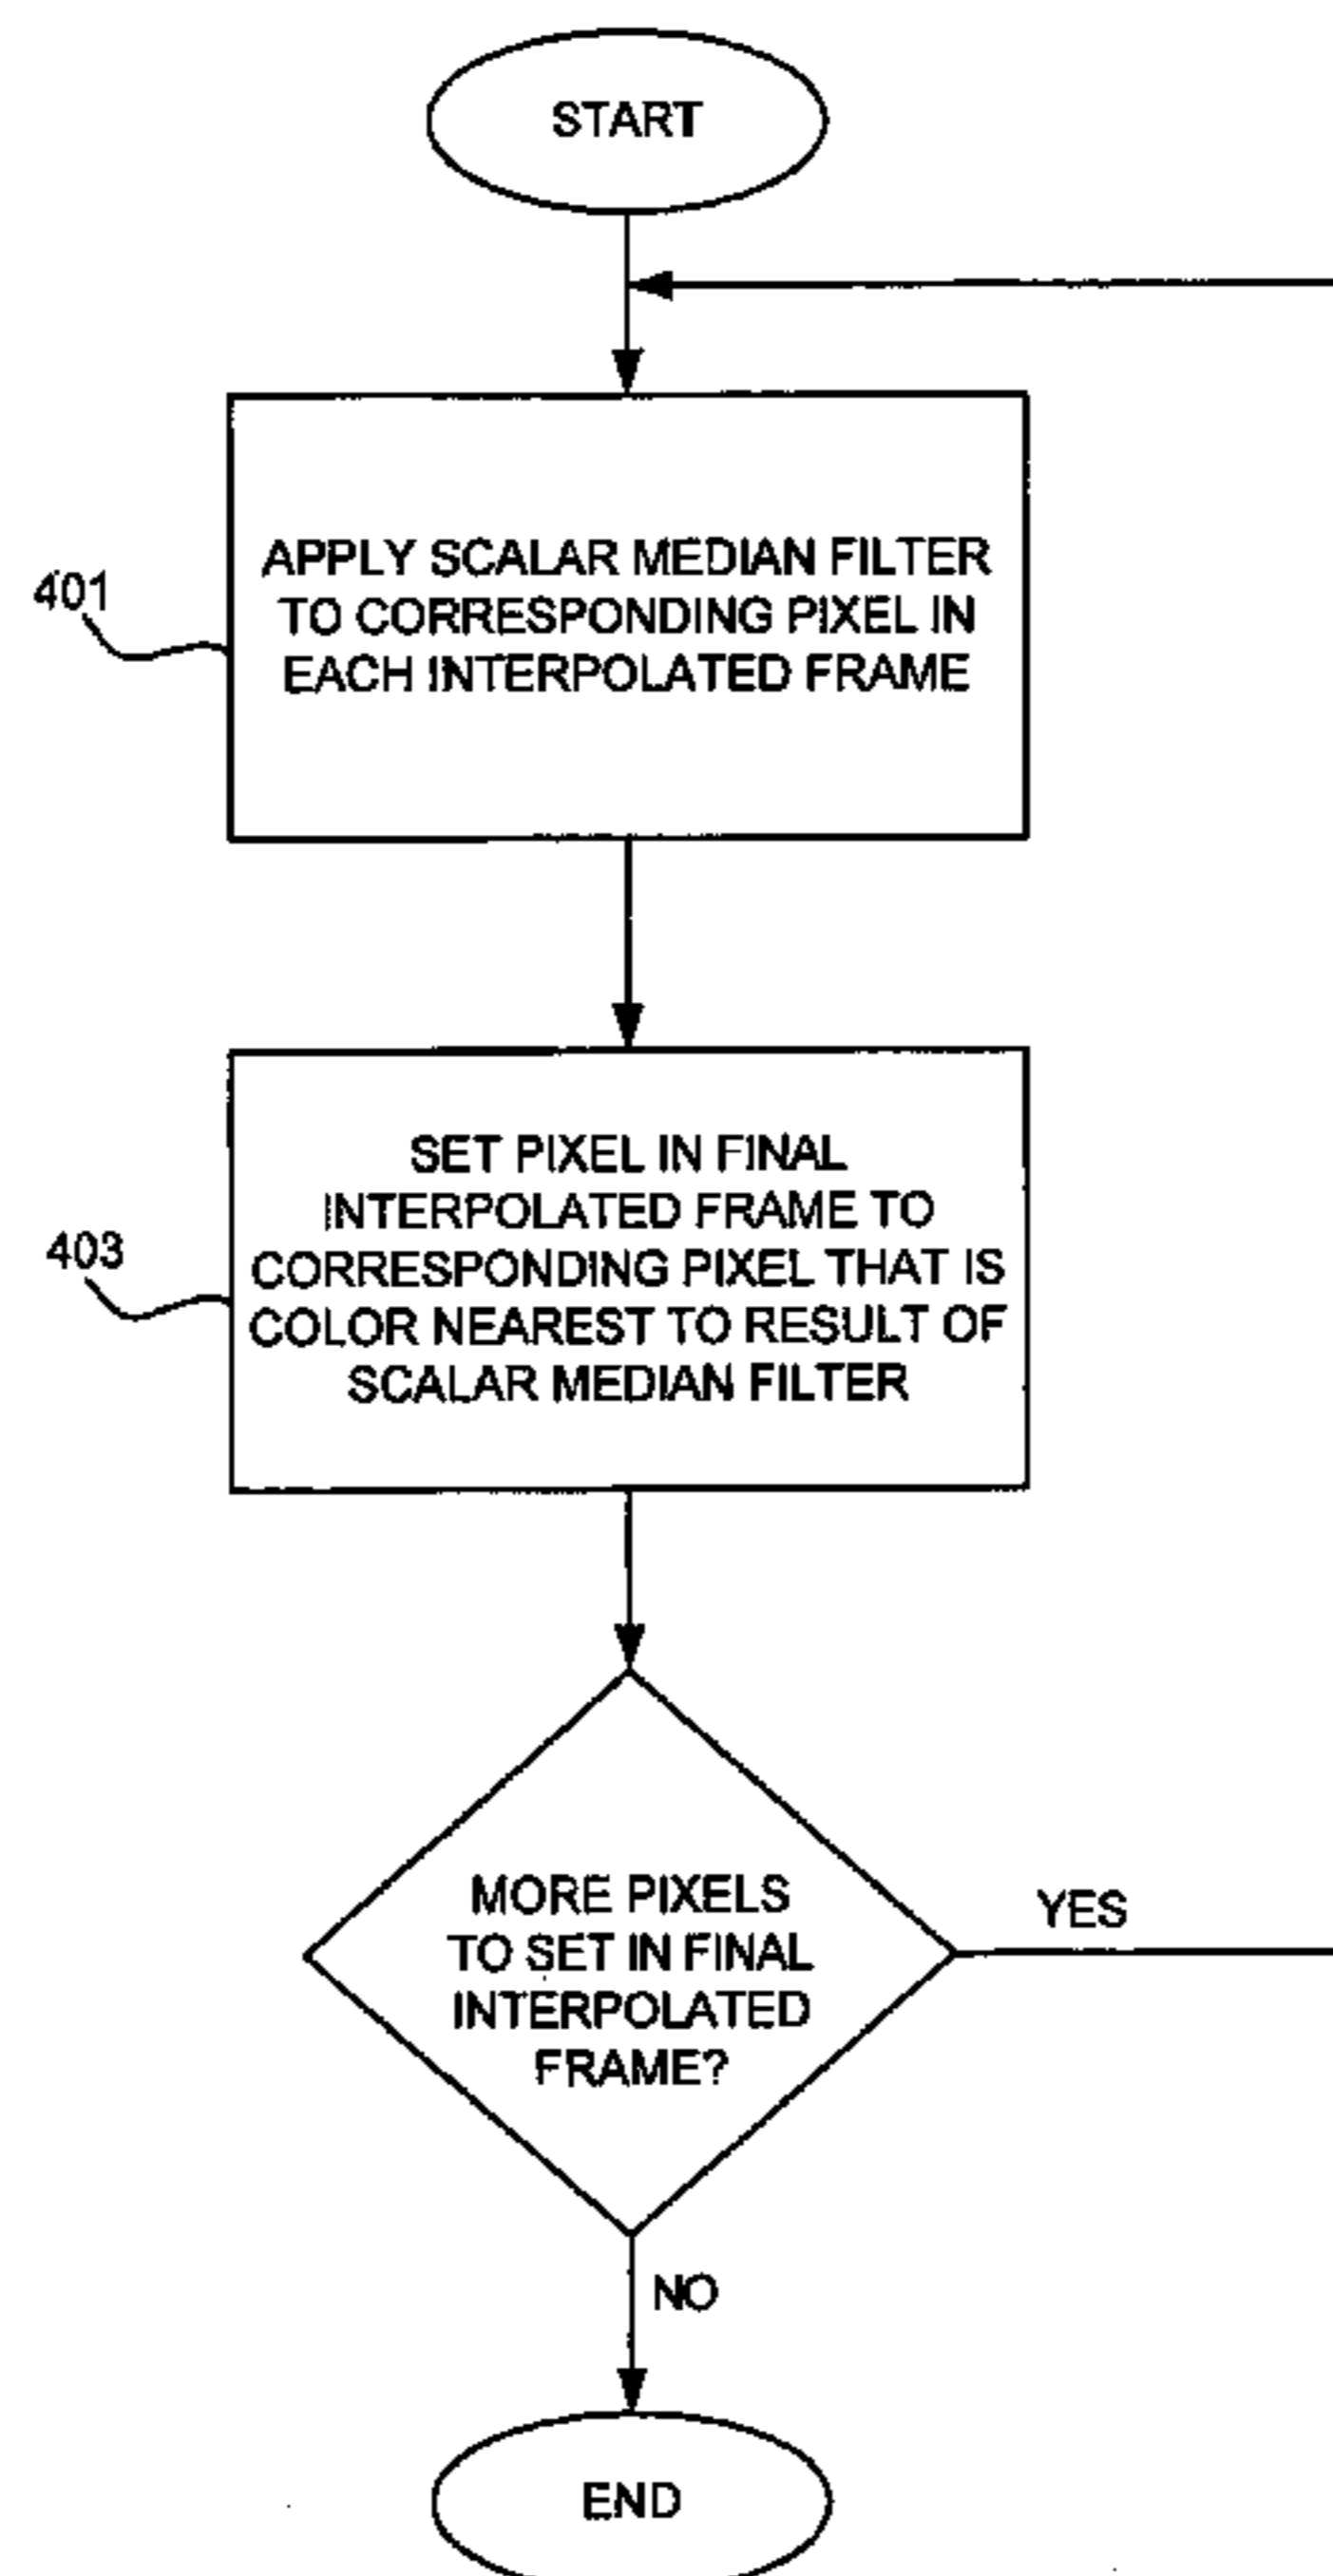 START
APPLY SCALAR MEDIAN FILTER
TO CORRESPONDING PIXEL IN
EACH INTERPOLATED FRAME
401
SET PIXEL IN FINAL
INTERPOLATED FRAME TO
CORRESPONDING PIXEL THAT IS
COLOR NEAREST TO RESULT OF
SCALAR MEDIAN FILTER
403
MORE PIXELS
TO SET IN FINAL
INTERPOLATED
FRAME?
YES
NO
END